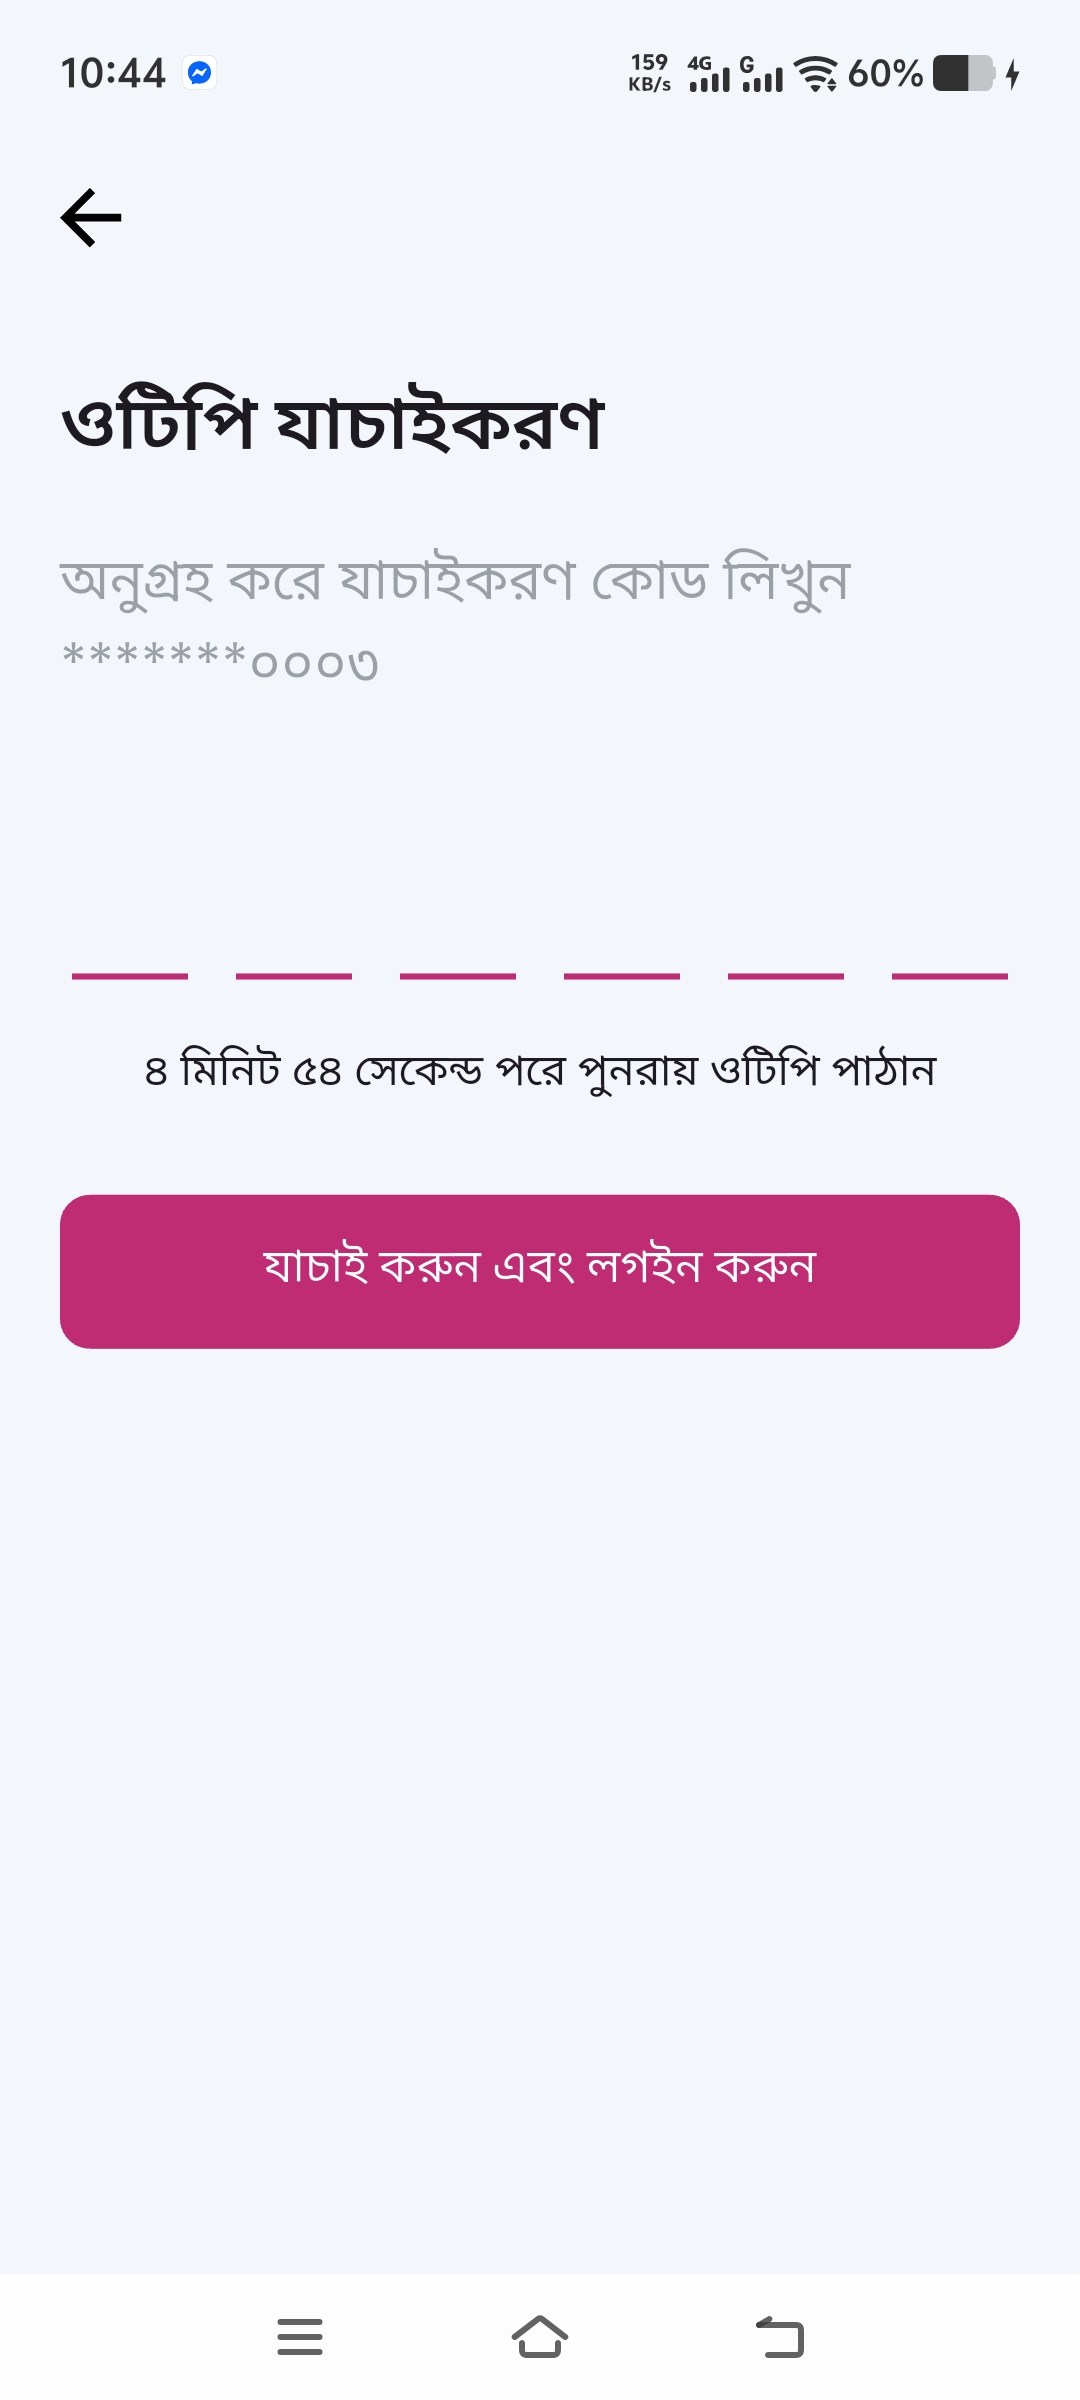 10:44
159 KB/s 4G G 60%
ওটিপি যাচাইকরণ
অনুগ্রহ করে যাচাইকরণ কোড লিখুন
*******০০০৩
৪ মিনিট ৫৪ সেকেন্ড পরে পুনরায় ওটিপি পাঠান
যাচাই করুন এবং লগইন করুন